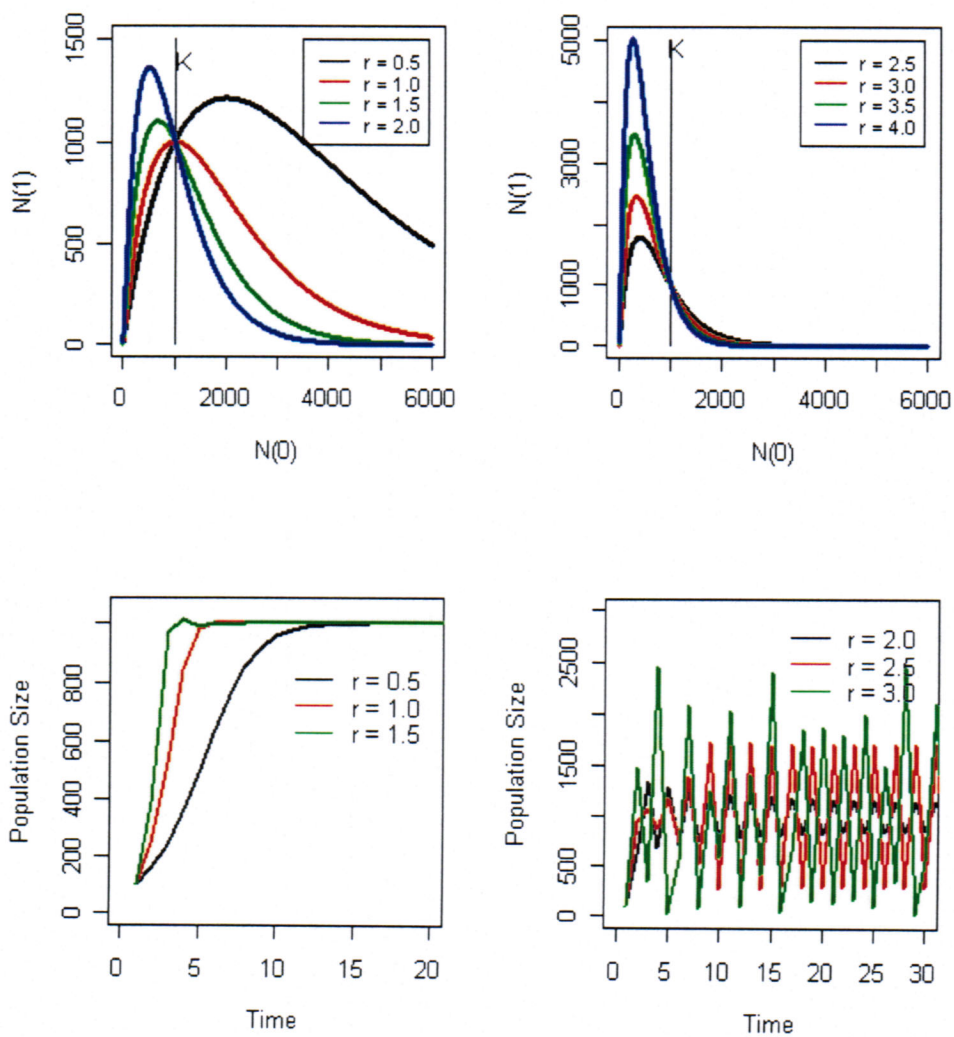 1500
1000
500
0
N(1)
K
r = 0.5
r = 1.0
r = 1.5
r = 2.0
0 2000 4000 6000
N(0)
5000
3000
1000
0
N(1)
K
r = 2.5
r = 3.0
r = 3.5
r = 4.0
0 2000 4000 6000
N(0)
800
600
400
200
0
Population Size
r = 0.5
r = 1.0
r = 1.5
0 5 10 15 20
Time
2500
1500
500
0
Population Size
r = 2.0
r = 2.5
r = 3.0
0 5 10 15 20 25 30
Time